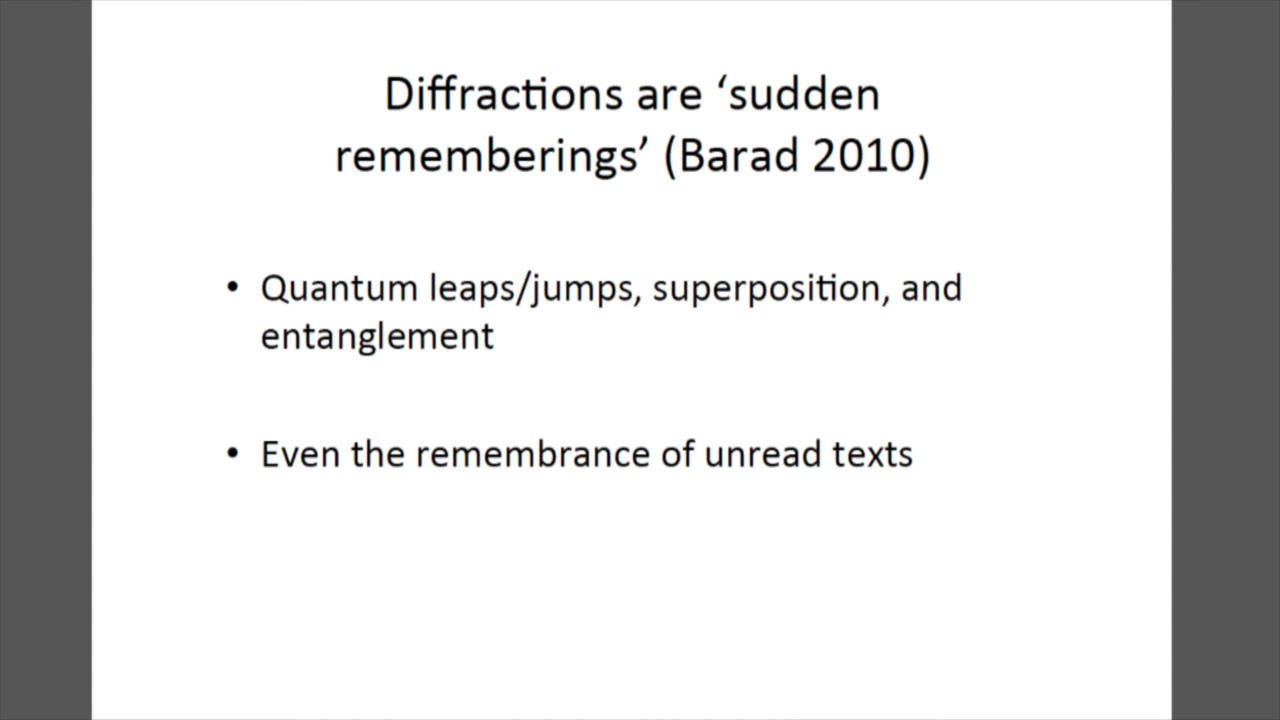 Diffractions are ‘sudden
rememberings’ (Barad 2010)
• Quantum leaps/jumps, superposition, and
entanglement
• Even the remembrance of unread texts